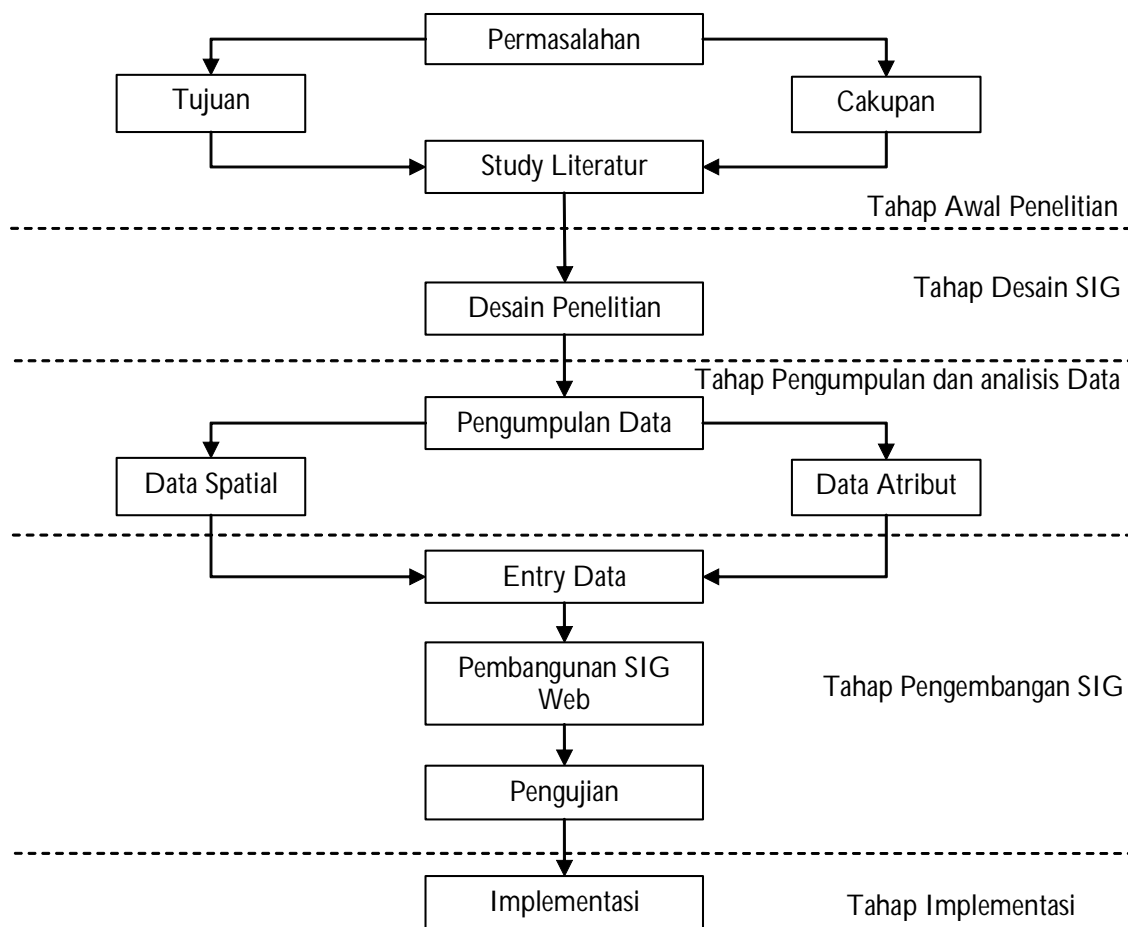 Permasalahan
Tujuan
Cakupan
Study Literatur
Tahap Awal Penelitian
Tahap Desain SIG
Desain Penelitian
Tahap Pengumpulan dan analisis Data
Pengumpulan Data
Data Spatial
Data Atribut
Entry Data
Pembangunan SIG
Web
Tahap Pengembangan SIG
Pengujian
Implementasi
Tahap Implementasi